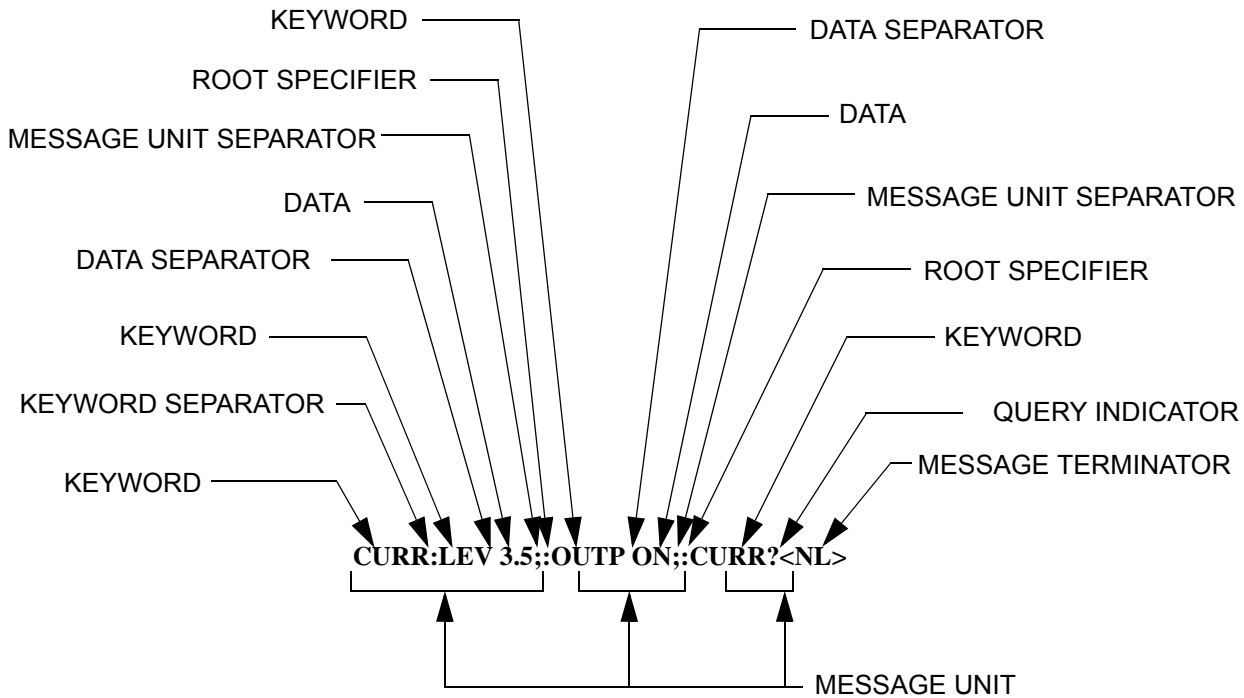 KEYWORD
DATA SEPARATOR
ROOT SPECIFIER
DATA
MESSAGE UNIT SEPARATOR
MESSAGE UNIT SEPARATOR
DATA
DATA SEPARATOR
ROOT SPECIFIER
KEYWORD
KEYWORD
KEYWORD SEPARATOR
QUERY INDICATOR
MESSAGE TERMINATOR
KEYWORD
CURR:LEV 3.5;:OUTP ON;:CURR?<NL>
MESSAGE UNIT